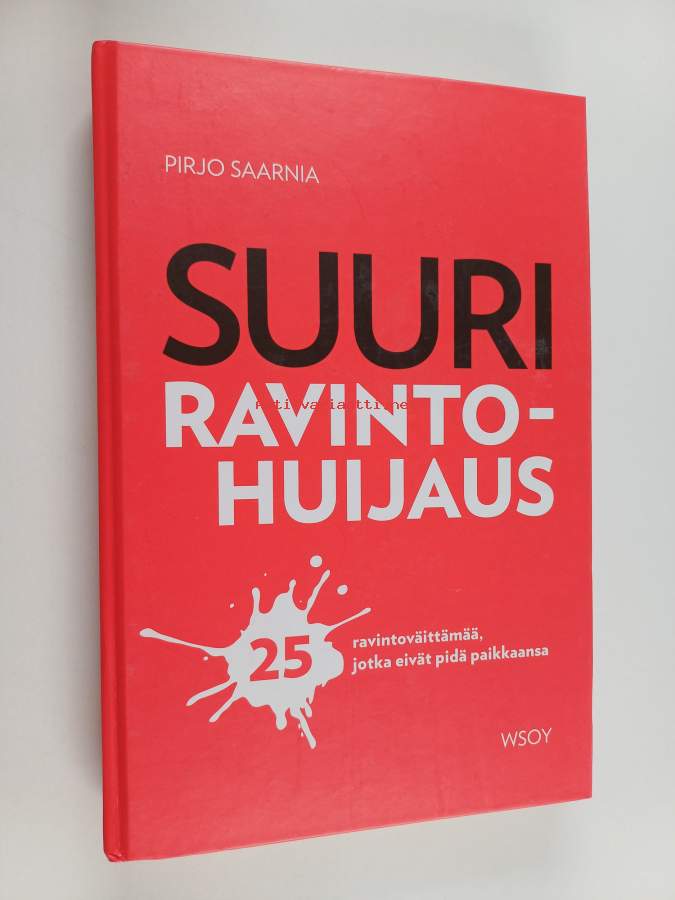 PIRJO SAARNIA
SUURI
RAVINTO-
HUIJAUS
25
ravintoväittämää,
jotka eivät pidä paikkaansa
WSOY